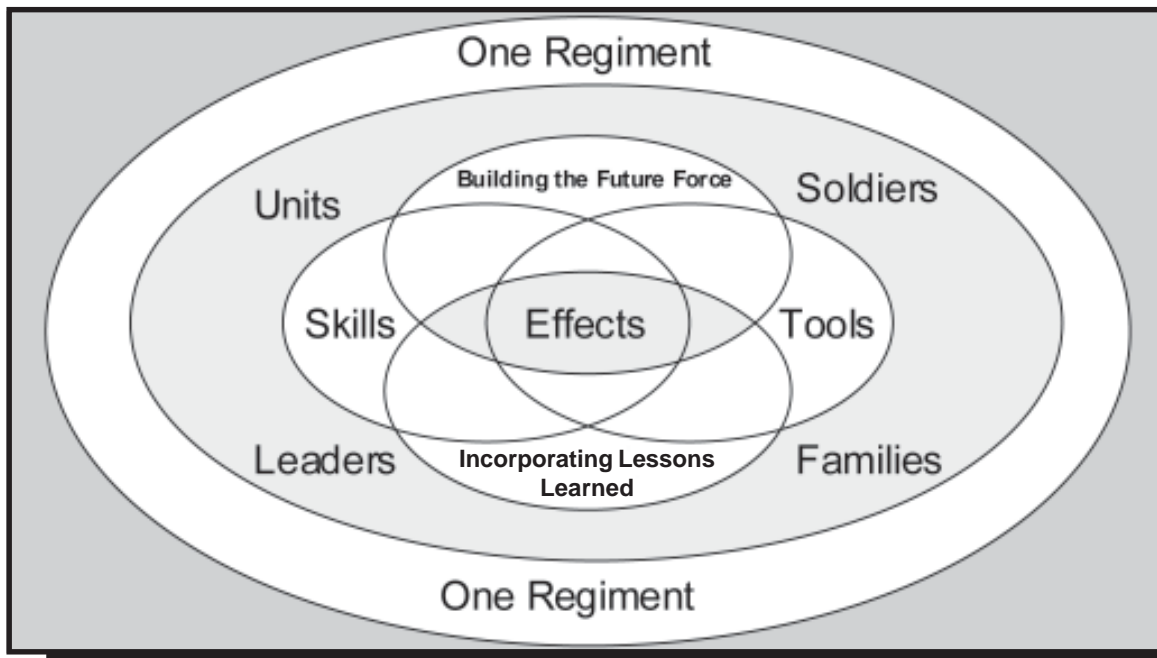 One Regiment
Building the Future Force
Units
Soldiers
Skills
Effects
Tools
Leaders
Incorporating Lessons
Learned
Families
One Regiment